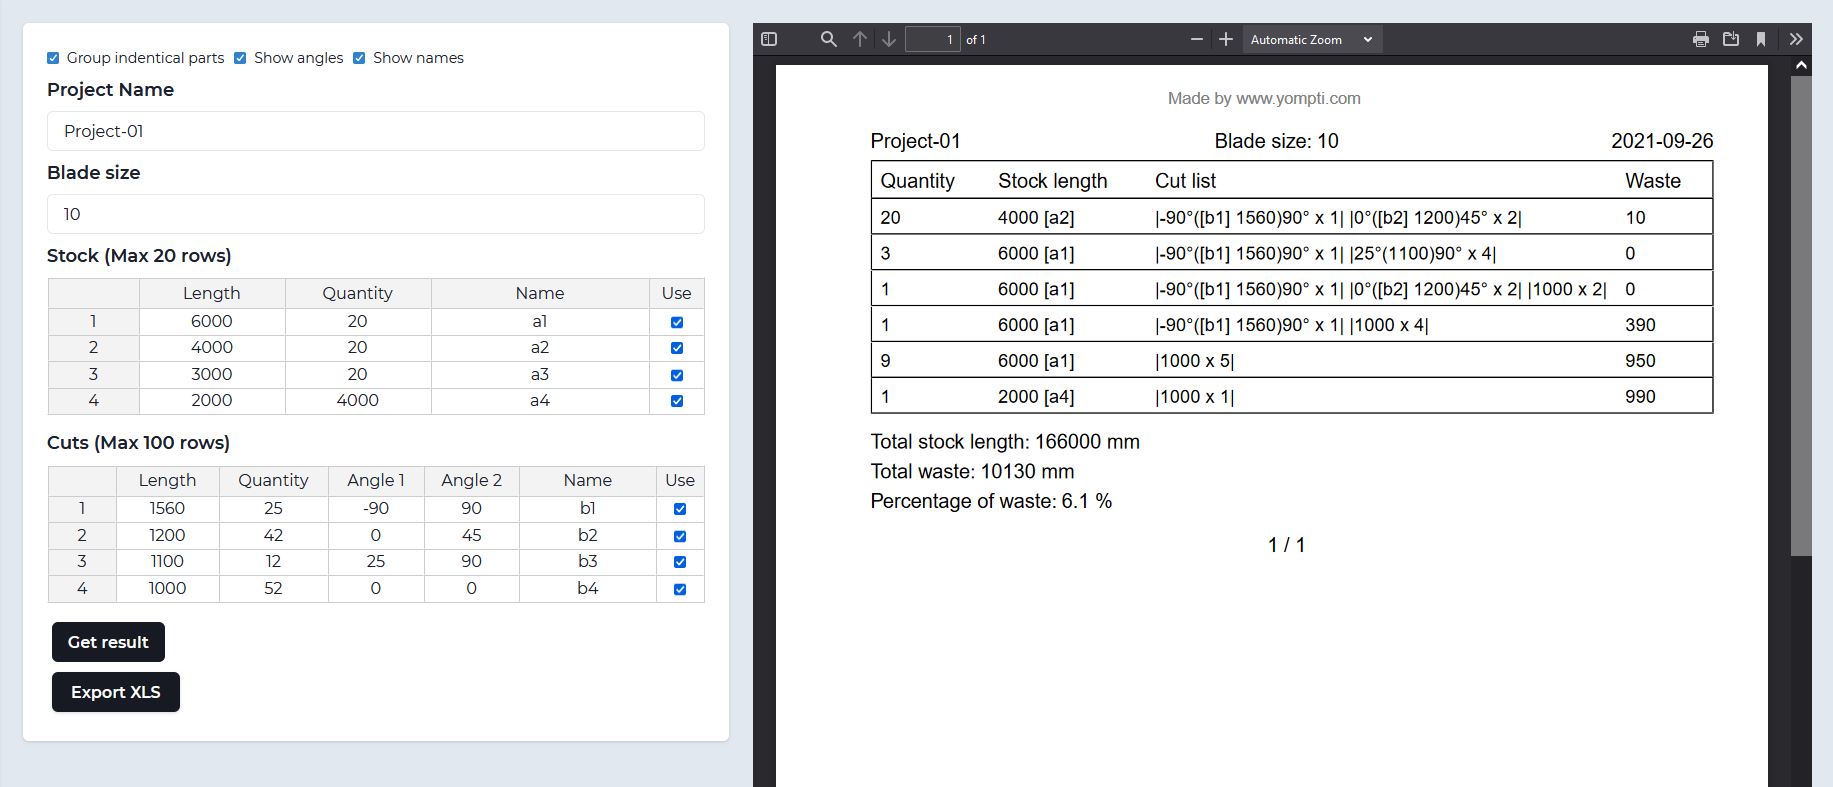 Group indentical parts Show angles Show names
Project Name
Project-01
Blade size
10
Stock (Max 20 rows)
Length Quantity Name Use
1 6000 20 a1
2 4000 20 a2
3 3000 20 a3
4 2000 4000 a4
Cuts (Max 100 rows)
Length Quantity Angle 1 Angle 2 Name Use
1 1560 25 -90 90 b1
2 1200 42 0 45 b2
3 1100 12 25 90 b3
4 1000 52 0 0 b4
Get result
Export XLS
1 of 1 Automatic Zoom
Made by www.yompti.com
Project-01 Blade size: 10 2021-09-26
Quantity Stock length Cut list Waste
20 4000 [a2] |-90°([b1] 1560)90° x 1| |0°([b2] 1200)45° x 2| 10
3 6000 [a1] |-90°([b1] 1560)90° x 1| |25°(1100)90° x 4| 0
1 6000 [a1] |-90°([b1] 1560)90° x 1| |0°([b2] 1200)45° x 2| |1000 x 2| 0
1 6000 [a1] |-90°([b1] 1560)90° x 1| |1000 x 4| 390
9 6000 [a1] |1000 x 5| 950
1 2000 [a4] |1000 x 1| 990
Total stock length: 166000 mm
Total waste: 10130 mm
Percentage of waste: 6.1 %
1 / 1